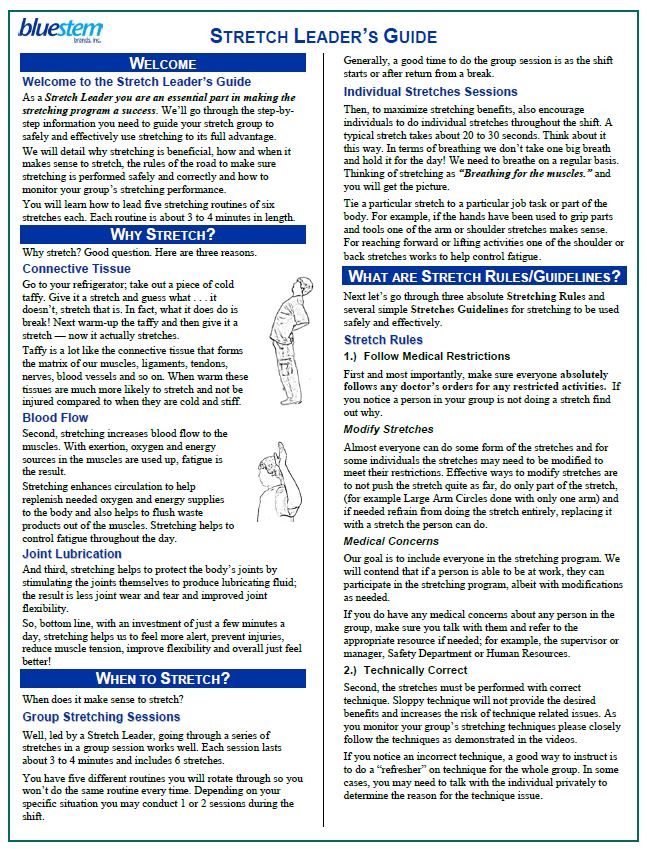 bluestem
brands, inc.
STRETCH LEADER'S GUIDE
WELCOME
Welcome to the Stretch Leader's Guide
As a Stretch Leader you are an essential part in making the
stretching program a success. We'll go through the step-by-
step information you need to guide your stretch group to
safely and effectively use stretching to its full advantage.
We will detail why stretching is beneficial, how and when it
makes sense to stretch, the rules of the road to make sure
stretching is performed safely and correctly and how to
monitor your group's stretching performance.
You will learn how to lead five stretching routines of six
stretches each. Each routine is about 3 to 4 minutes in length.
WHY STRETCH?
Why stretch? Good question. Here are three reasons.
Connective Tissue
Go to your refrigerator; take out a piece of cold
taffy. Give it a stretch and guess what . . . it
doesn't, stretch that is. In fact, what it does do is
break! Next warm-up the taffy and then give it a
stretch — now it actually stretches.
Taffy is a lot like the connective tissue that forms
the matrix of our muscles, ligaments, tendons,
nerves, blood vessels and so on. When warm these
tissues are much more likely to stretch and not be
injured compared to when they are cold and stiff.
Blood Flow
Second, stretching increases blood flow to the
muscles. With exertion, oxygen and energy
sources in the muscles are used up, fatigue is
the result.
Stretching enhances circulation to help
replenish needed oxygen and energy supplies
to the body and also helps to flush waste
products out of the muscles. Stretching helps to
control fatigue throughout the day.
Joint Lubrication
And third, stretching helps to protect the body's joints by
stimulating the joints themselves to produce lubricating fluid;
the result is less joint wear and tear and improved joint
flexibility.
So, bottom line, with an investment of just a few minutes a
day, stretching helps us to feel more alert, prevent injuries,
reduce muscle tension, improve flexibility and overall just feel
better!
WHEN TO STRETCH?
When does it make sense to stretch?
Group Stretching Sessions
Well, led by a Stretch Leader, going through a series of
stretches in a group session works well. Each session lasts
about 3 to 4 minutes and includes 6 stretches.
You have five different routines you will rotate through so you
won't do the same routine every time. Depending on your
specific situation you may conduct 1 or 2 sessions during the
shift.
Generally, a good time to do the group session is as the shift
starts or after return from a break.
Individual Stretches Sessions
Then, to maximize stretching benefits, also encourage
individuals to do individual stretches throughout the shift. A
typical stretch takes about 20 to 30 seconds. Think about it
this way. In terms of breathing we don't take one big breath
and hold it for the day! We need to breathe on a regular basis.
Thinking of stretching as "Breathing for the muscles." and
you will get the picture.
Tie a particular stretch to a particular job task or part of the
body. For example, if the hands have been used to grip parts
and tools one of the arm or shoulder stretches makes sense.
For reaching forward or lifting activities one of the shoulder or
back stretches works to help control fatigue.
WHAT ARE STRETCH RULES/GUIDELINES?
Next let's go through three absolute Stretching Rules and
several simple Stretches Guidelines for stretching to be used
safely and effectively.
Stretch Rules
1.) Follow Medical Restrictions
First and most importantly, make sure everyone absolutely
follows any doctor's orders for any restricted activities. If
you notice a person in your group is not doing a stretch find
out why.
Modify Stretches
Almost everyone can do some form of the stretches and for
some individuals the stretches may need to be modified to
meet their restrictions. Effective ways to modify stretches are
to not push the stretch quite as far, do only part of the stretch,
(for example Large Arm Circles done with only one arm) and
if needed refrain from doing the stretch entirely, replacing it
with a stretch the person can do.
Medical Concerns
Our goal is to include everyone in the stretching program. We
will contend that if a person is able to be at work, they can
participate in the stretching program, albeit with modifications
as needed.
If you do have any medical concerns about any person in the
group, make sure you talk with them and refer to the
appropriate resource if needed; for example, the supervisor or
manager, Safety Department or Human Resources.
2.) Technically Correct
Second, the stretches must be performed with correct
technique. Sloppy technique will not provide the desired
benefits and increases the risk of technique related issues. As
you monitor your group's stretching techniques please closely
follow the techniques as demonstrated in the videos.
If you notice an incorrect technique, a good way to instruct is
to do a "refresher" on technique for the whole group. In some
cases, you may need to talk with the individual privately to
determine the reason for the technique issue.